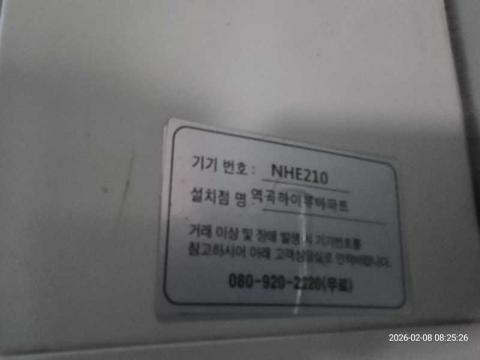 기기 번호 : NHE210
설치점 명 : 역곡하이루아파트
거래 이상 및 장애 발생 시 기기번호를
참고하시어 아래 고객상담실로 연락바랍니다.
080-920-2220(무료)
2026-02-08 08:25:26